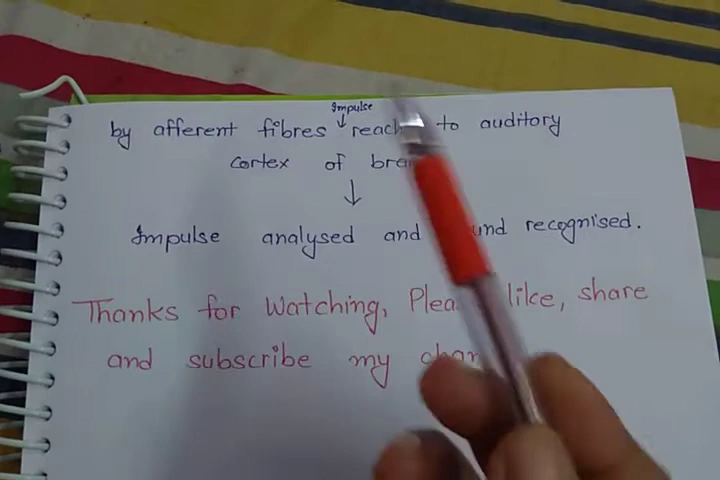 Impulse
by afferent fibres ↓ reach to auditory
cortex of
↓
Impulse analysed and recognised.
Thanks for Watching, like, share
and subscribe my